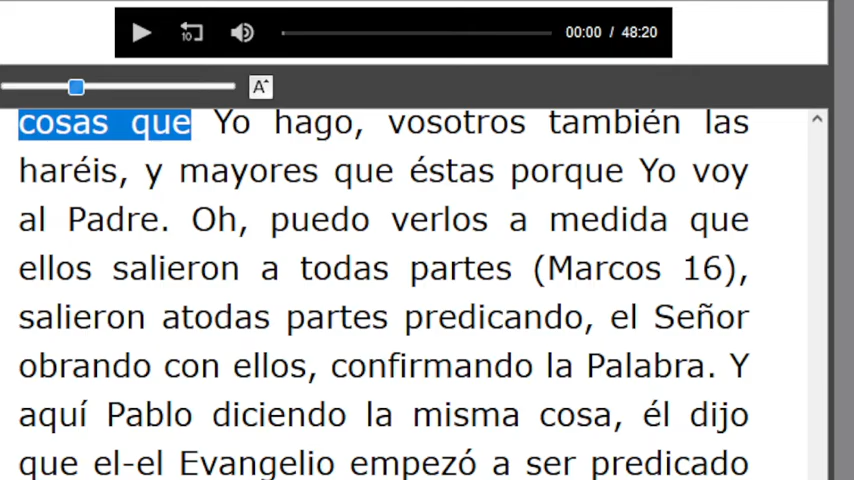 00:00 / 48:20
10
A
cosas que Yo hago, vosotros también las
haréis, y mayores que éstas porque Yo voy
al Padre. Oh, puedo verlos a medida que
ellos salieron a todas partes (Marcos 16),
salieron atodas partes predicando, el Señor
obrando con ellos, confirmando la Palabra. Y
aquí Pablo diciendo la misma cosa, él dijo
que el-el Evangelio empezó a ser predicado